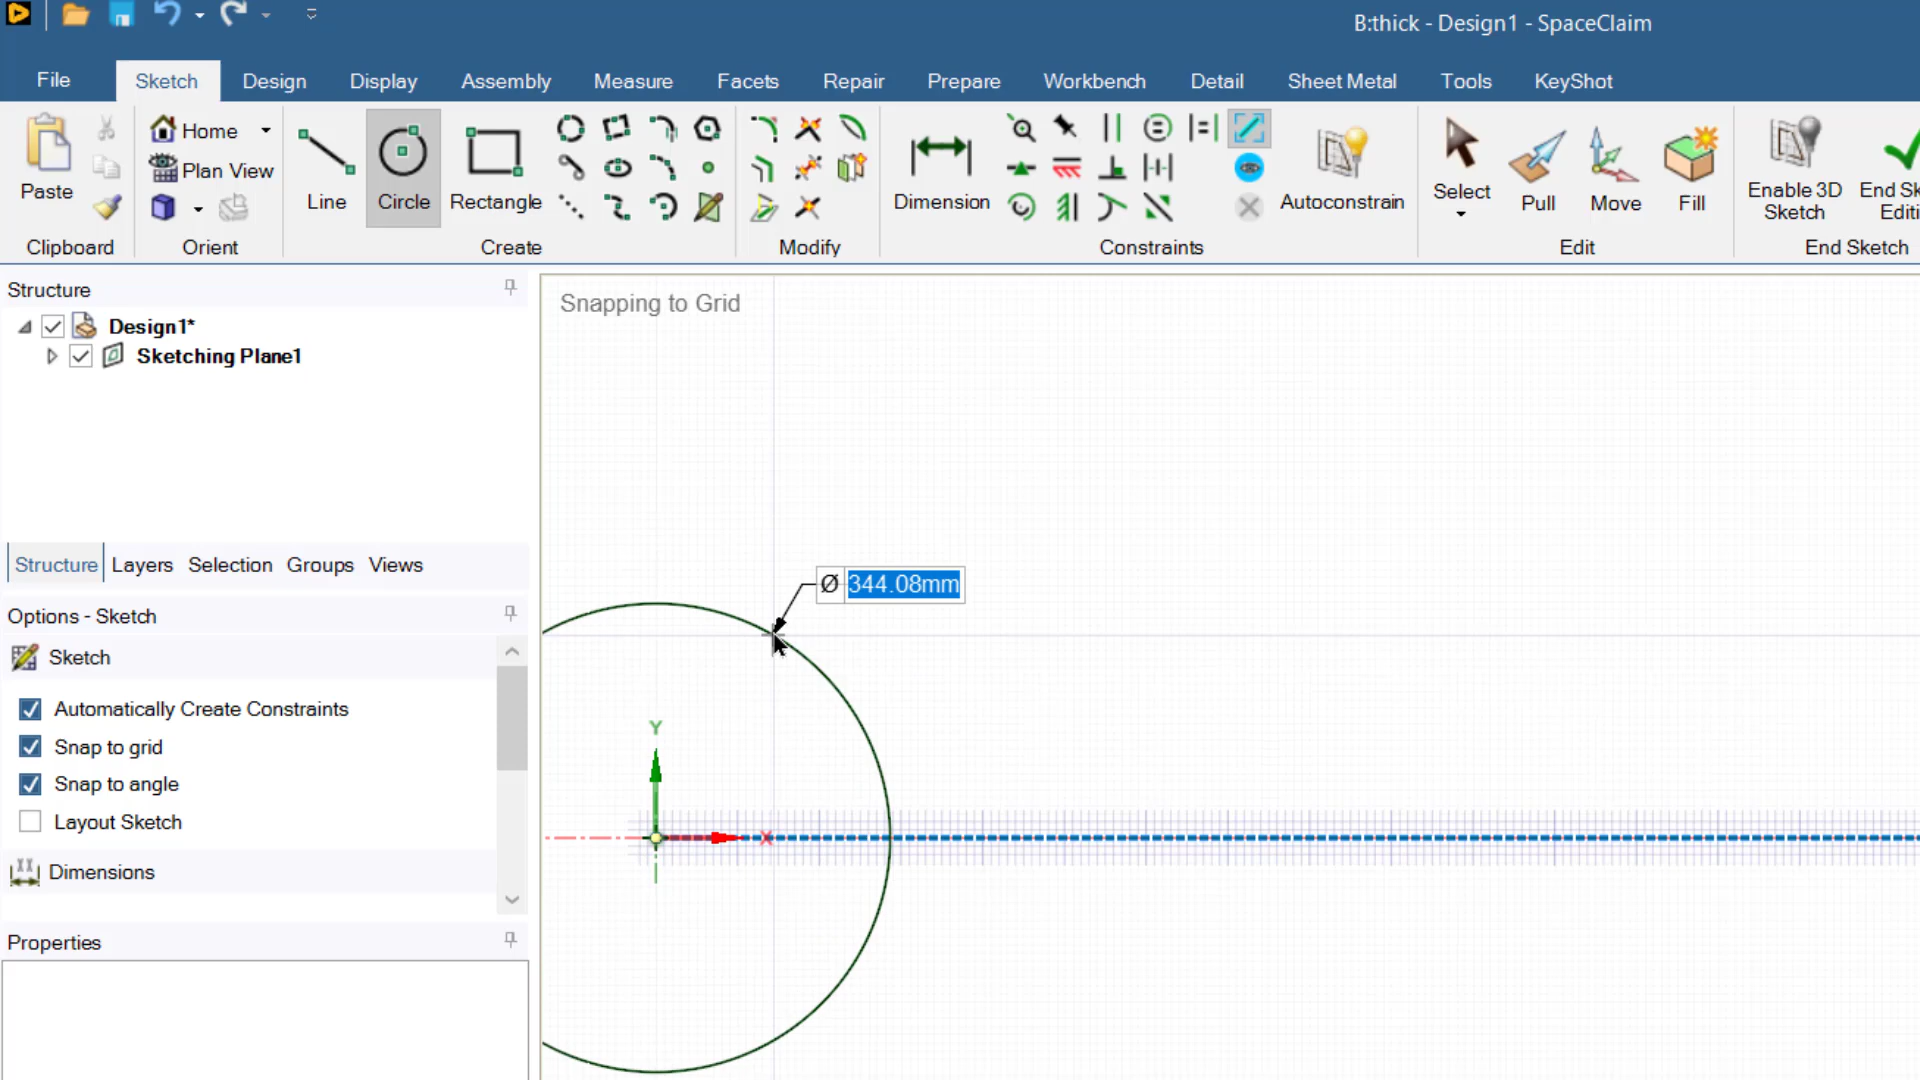 B:thick - Design1 - SpaceClaim
File Sketch Design Display Assembly Measure Facets Repair Prepare Workbench Detail Sheet Metal Tools KeyShot
Paste
Home
Plan View
Line
Circle
Rectangle
Dimension
Autoconstrain
Select
Pull
Move
Fill
Enable 3D
Sketch
End Sk
Editi
Clipboard Orient Create Modify Constraints Edit End Sketch
Structure
Snapping to Grid
Design1*
Sketching Plane1
Structure Layers Selection Groups Views
Ø 344.08mm
Options - Sketch
Sketch
Automatically Create Constraints
Snap to grid
Y
Snap to angle
Layout Sketch
X
Dimensions
Properties